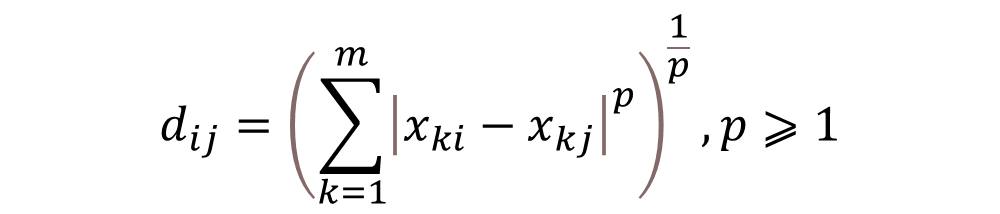 $d_{ij} = \left( \sum_{k=1}^{m} \left| x_{ki} - x_{kj} \right|^{p} \right)^{\frac{1}{p}}, p \geqslant 1$